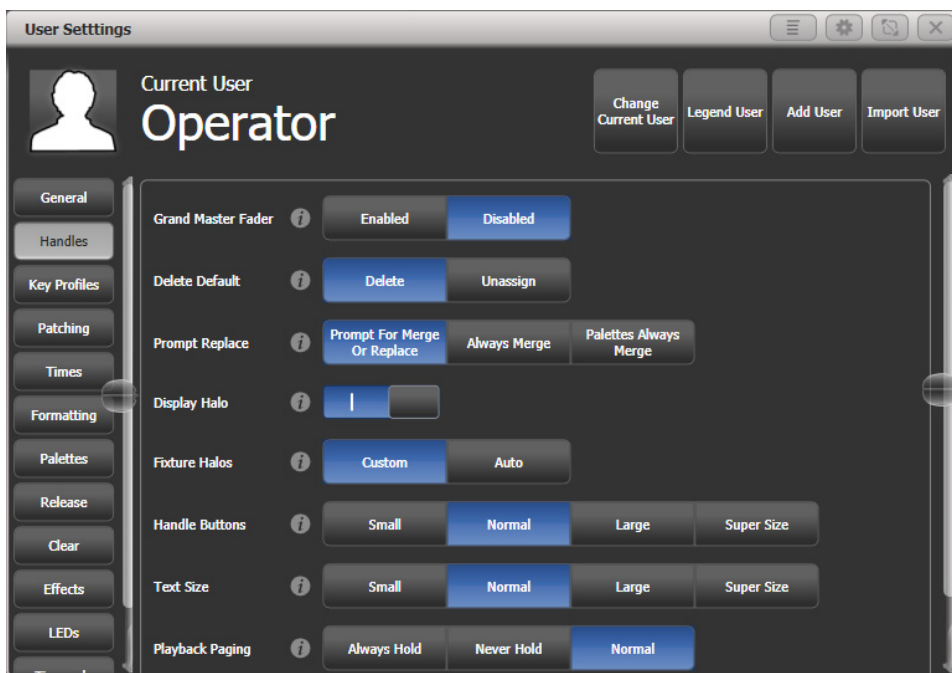 User Setttings
Current User
Operator
Change
Current User
Legend User
Add User
Import User
General
Handles
Key Profiles
Patching
Times
Formatting
Palettes
Release
Clear
Effects
LEDs
Grand Master Fader
Enabled
Disabled
Delete Default
Delete
Unassign
Prompt Replace
Prompt For Merge
Or Replace
Always Merge
Palettes Always
Merge
Display Halo
Fixture Halos
Custom
Auto
Handle Buttons
Small
Normal
Large
Super Size
Text Size
Small
Normal
Large
Super Size
Playback Paging
Always Hold
Never Hold
Normal